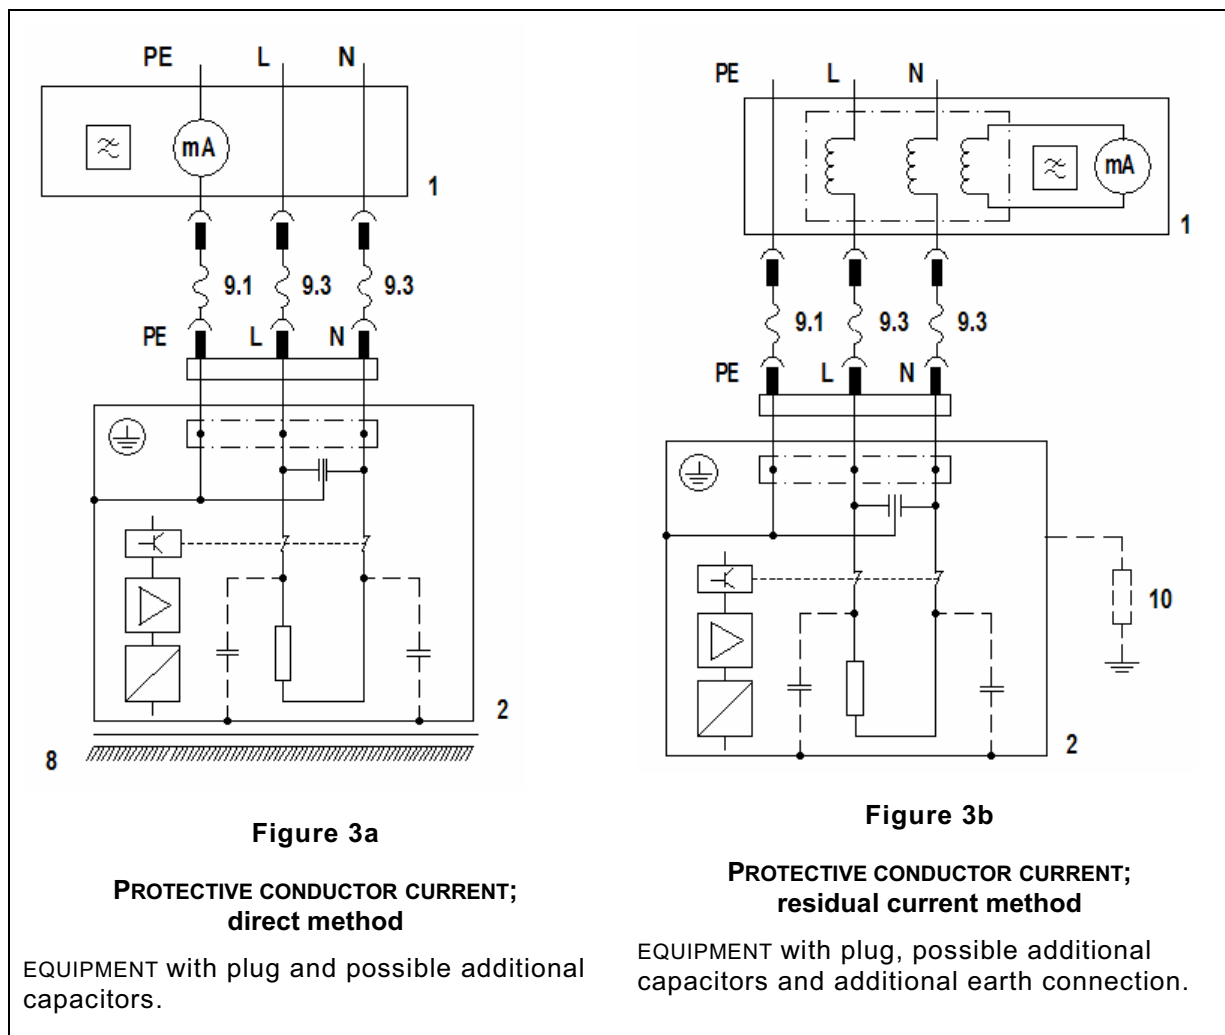 PE L N
mA
1
9.1 9.3 9.3
PE L N
2
8
Figure 3a
PROTECTIVE CONDUCTOR CURRENT;
direct method
EQUIPMENT with plug and possible additional
capacitors.
PE L N
mA
1
9.1 9.3 9.3
PE L N
10
2
Figure 3b
PROTECTIVE CONDUCTOR CURRENT;
residual current method
EQUIPMENT with plug, possible additional
capacitors and additional earth connection.